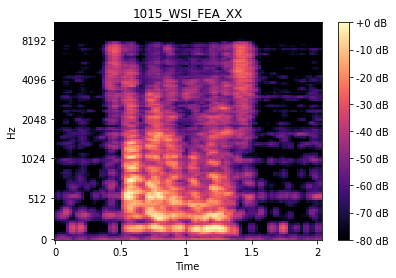 1015_WSI_FEA_XX
+0 dB
8192
-10 dB
4096
-20 dB
-30 dB
2048
Hz
-40 dB
1024
-50 dB
512
-60 dB
-70 dB
0
-80 dB
0 0.5 1 1.5 2
Time